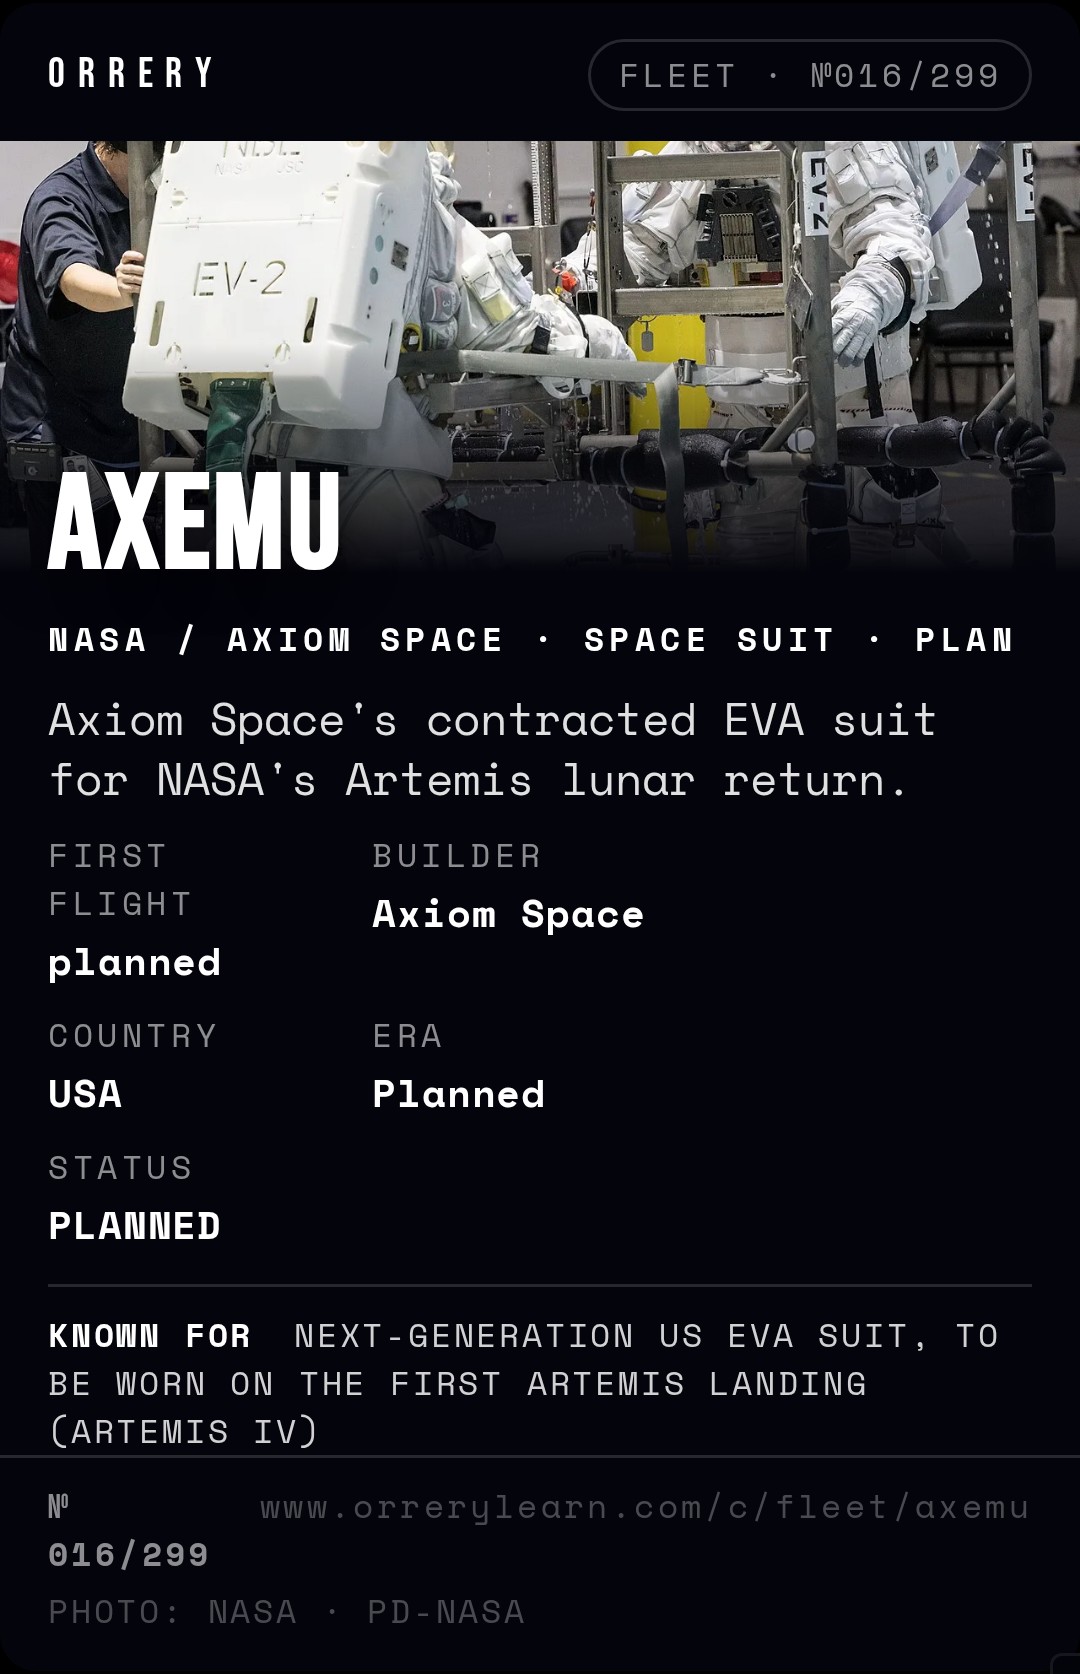 ORRERY
FLEET · №016/299
EV-2
EV-2
AXEMU
NASA / AXIOM SPACE · SPACE SUIT · PLAN
Axiom Space's contracted EVA suit
for NASA's Artemis lunar return.
FIRST FLIGHT
planned
BUILDER
Axiom Space
COUNTRY
USA
ERA
Planned
STATUS
PLANNED
KNOWN FOR NEXT-GENERATION US EVA SUIT, TO
BE WORN ON THE FIRST ARTEMIS LANDING
(ARTEMIS IV)
№
016/299
www.orrerylearn.com/c/fleet/axemu
PHOTO: NASA · PD-NASA